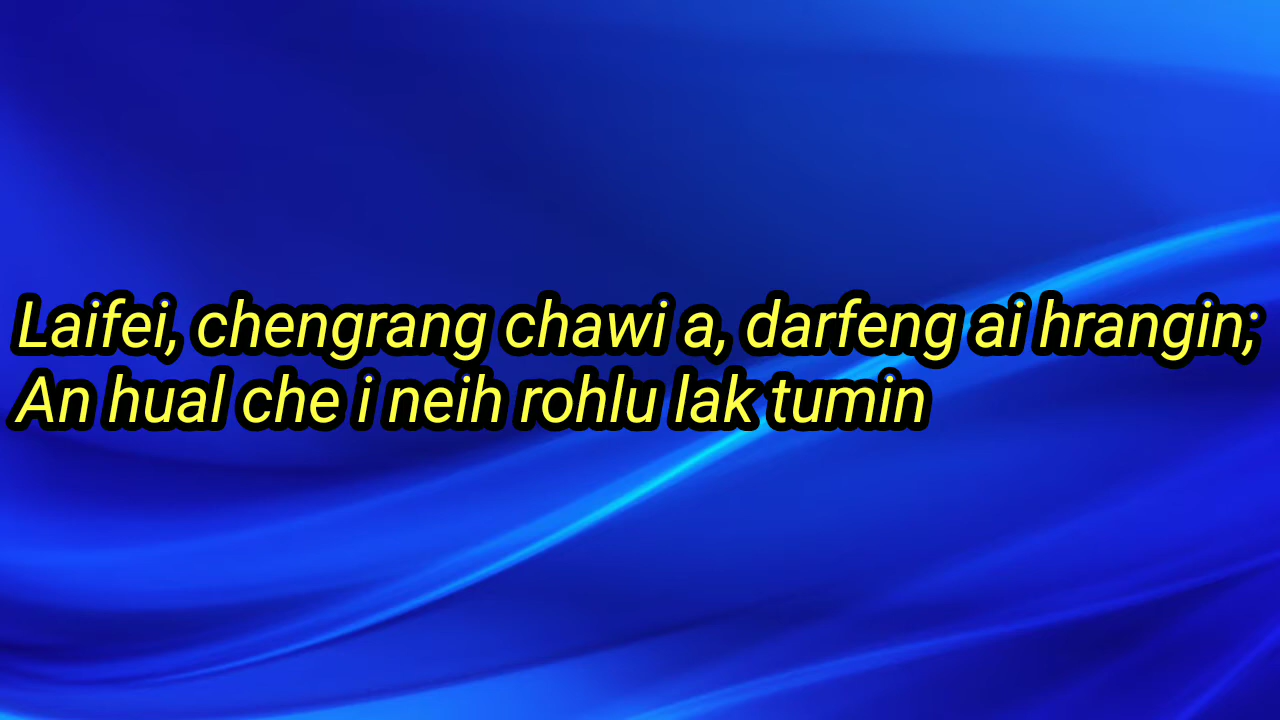 Laifei, chengrang chawi a, darfeng ai hrangin;
An hual che i neih rohlu lak tumin